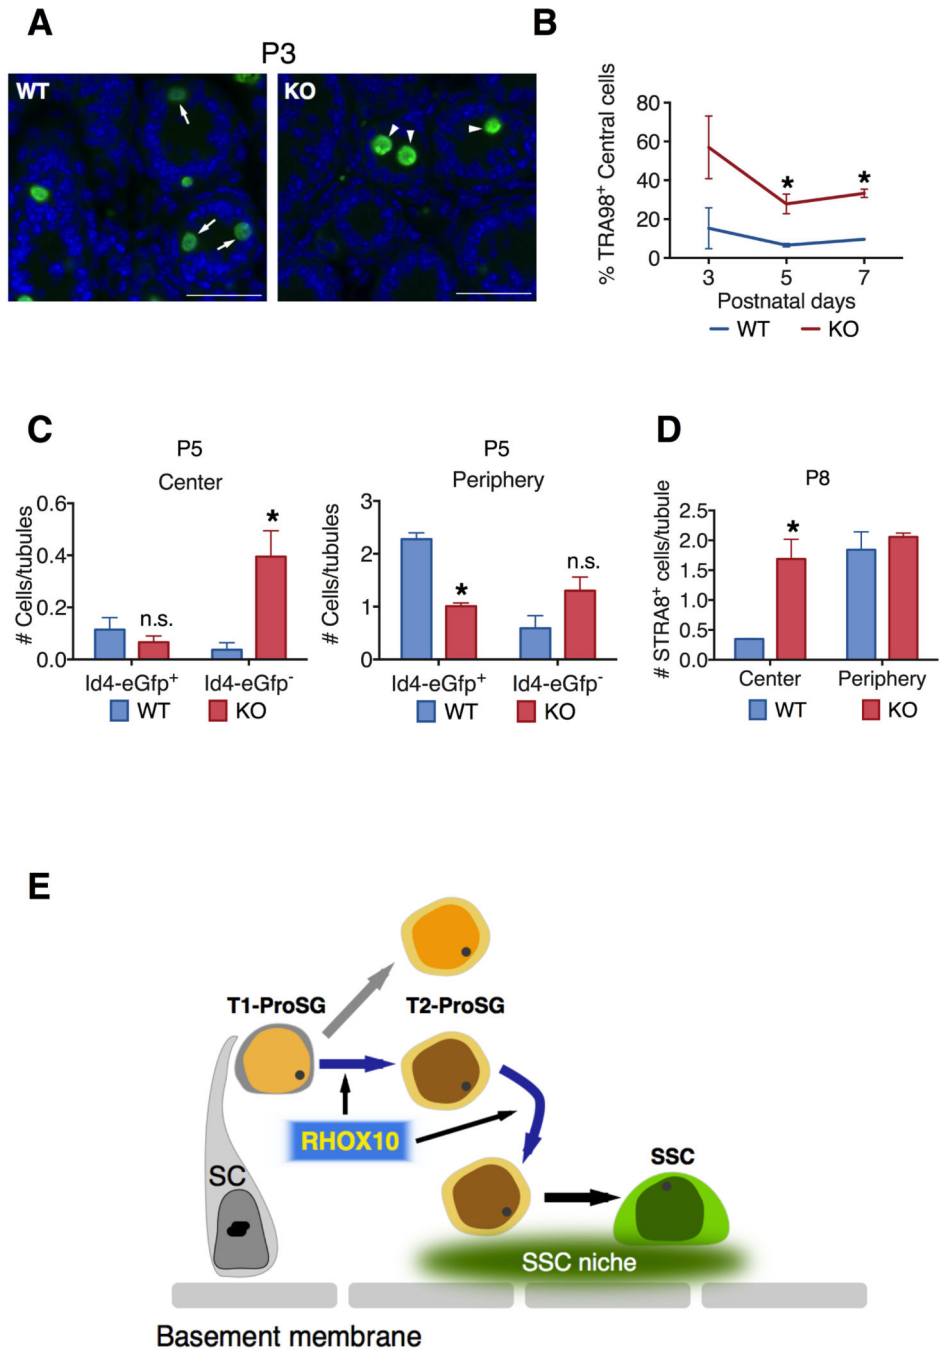 A
P3
WT
KO
B
% TRA98+ Central cells
80
60
40
20
0
3 5 7
Postnatal days
WT KO
* *
C
P5
Center
# Cells/tubules
0.6
0.4
0.2
0.0
n.s.
*
Id4-eGfp+ Id4-eGfp-
WT KO
P5
Periphery
# Cells/tubules
3
2
1
0
*
n.s.
Id4-eGfp+ Id4-eGfp-
WT KO
D
P8
# STRA8+ cells/tubule
2.5
2.0
1.5
1.0
0.5
0.0
*
Center Periphery
WT KO
E
T1-ProSG T2-ProSG
RHOX10
SC
SSC
SSC niche
Basement membrane